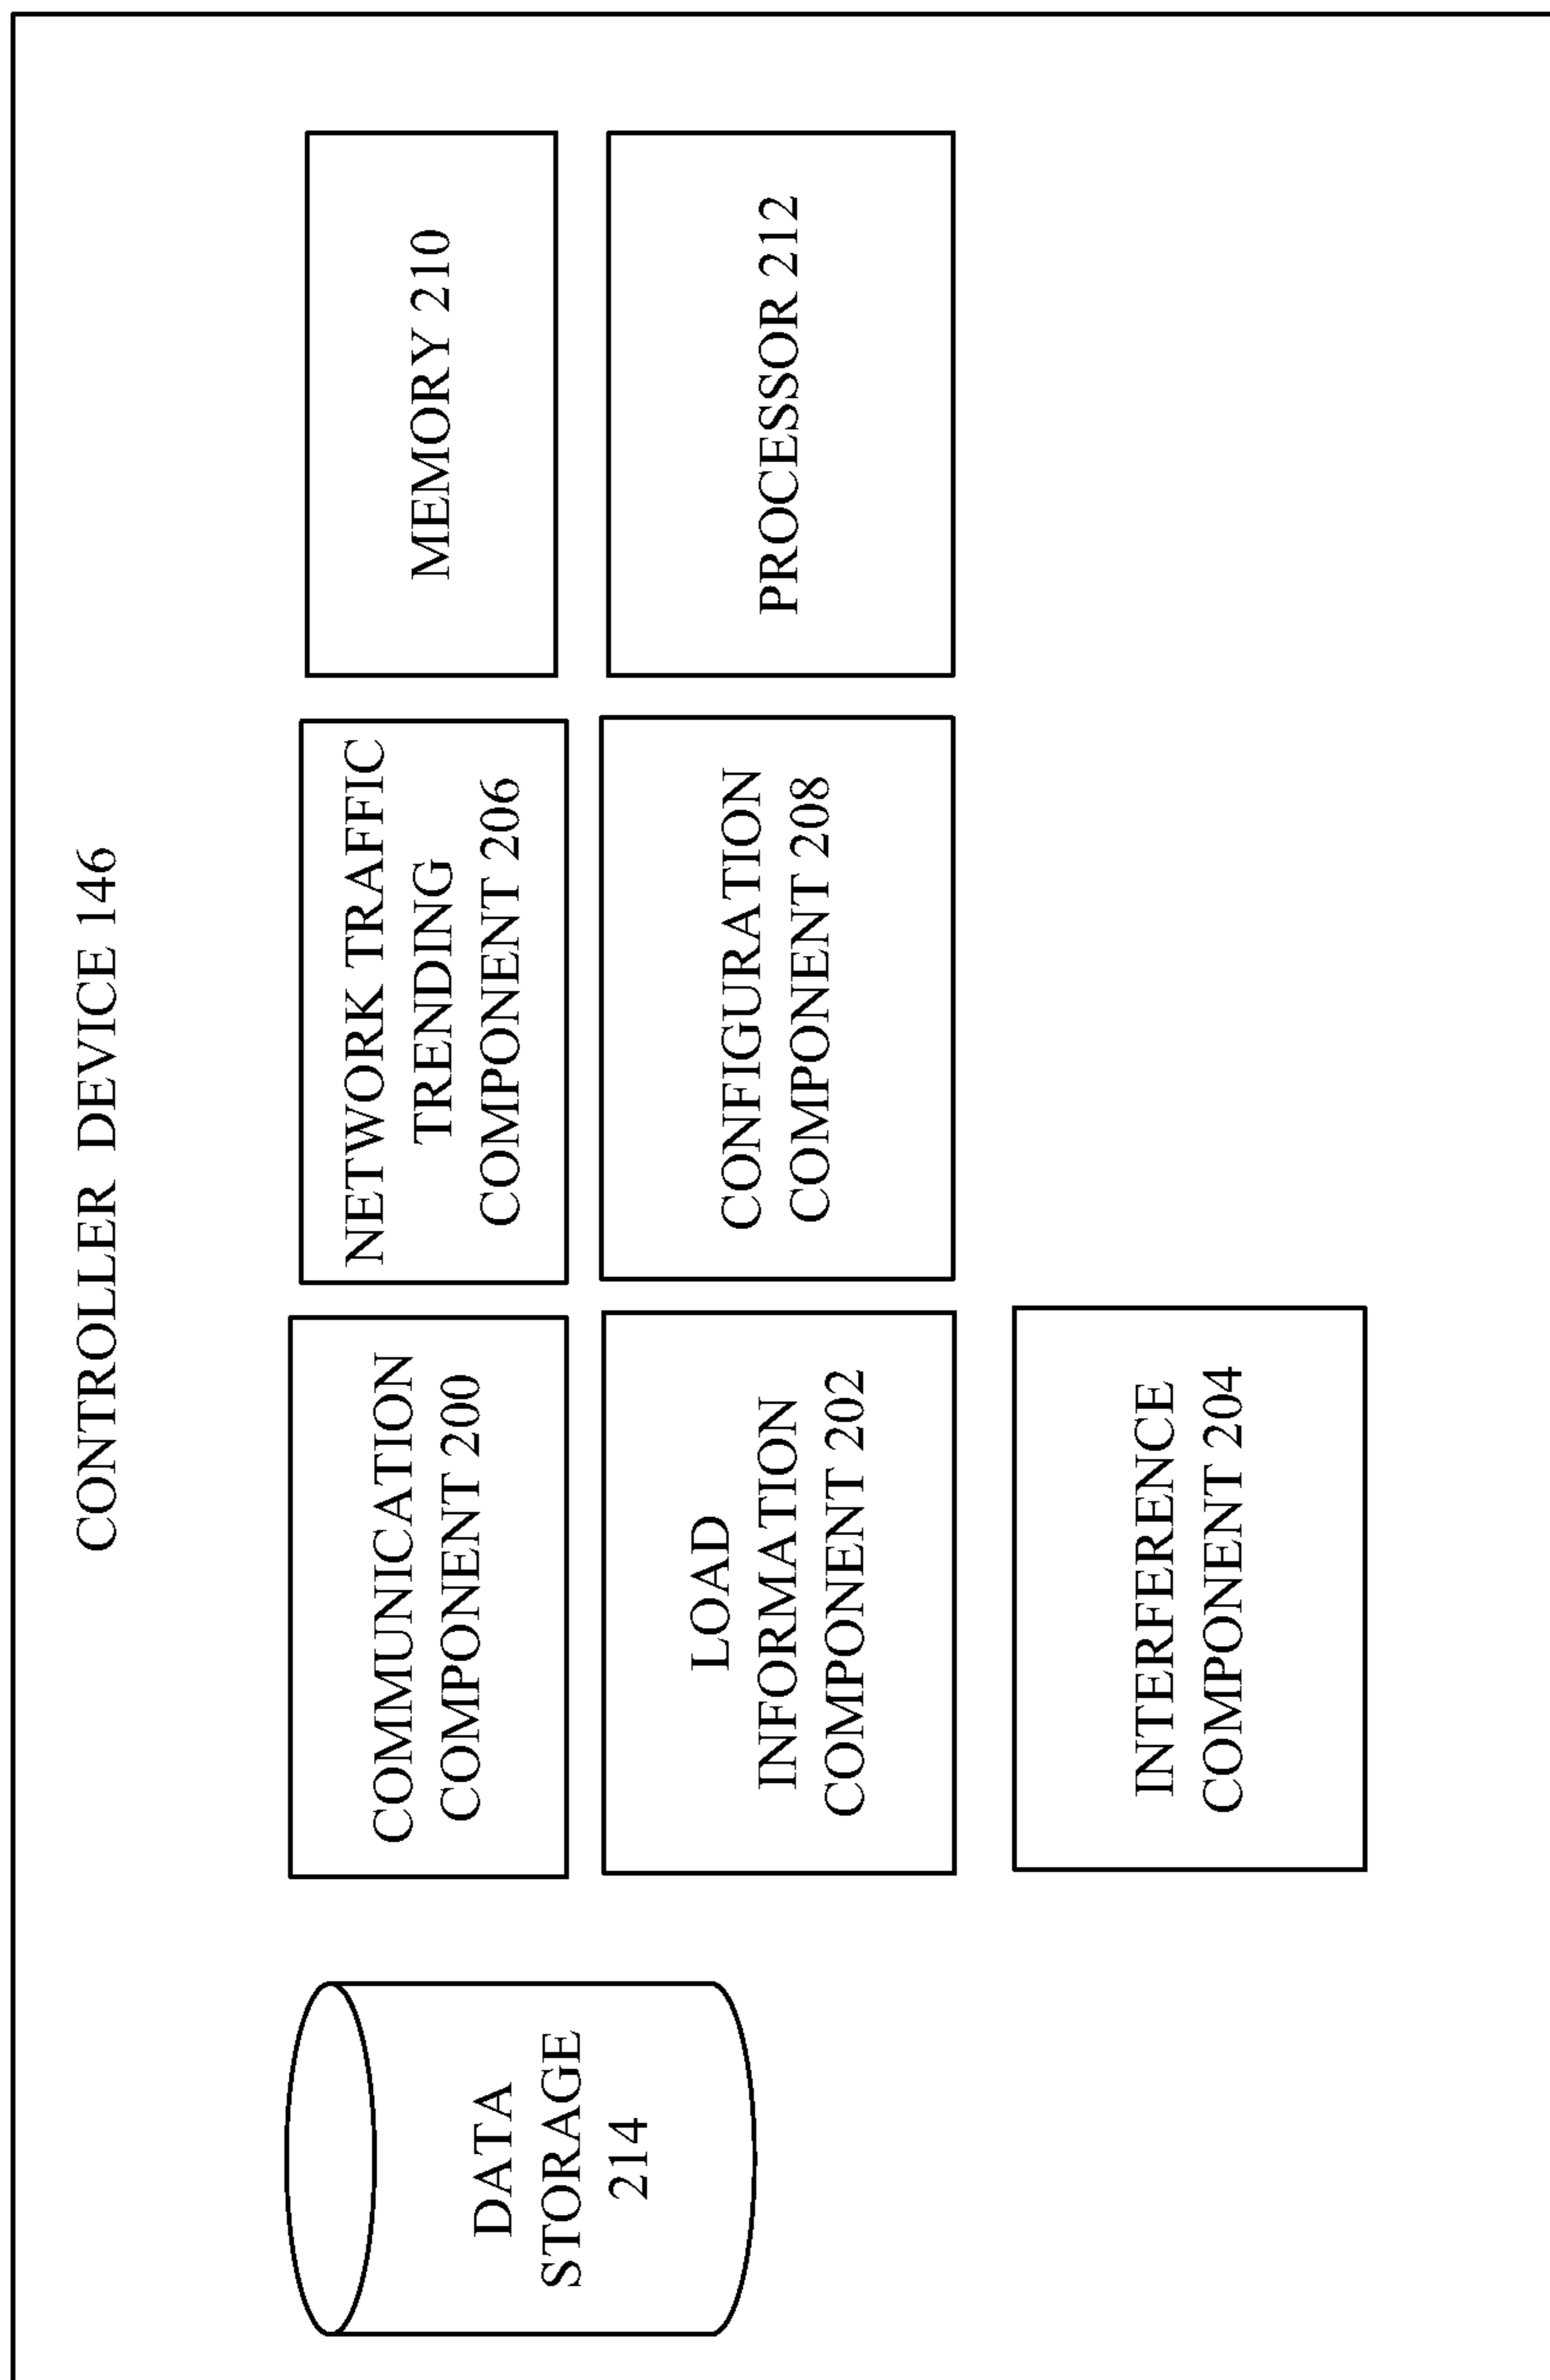 CONTROLLER DEVICE 146
DATA
STORAGE
214
COMMUNICATION
COMPONENT 200
LOAD
INFORMATION
COMPONENT 202
INTERFERENCE
COMPONENT 204
NETWORK TRAFFIC
TRENDING
COMPONENT 206
CONFIGURATION
COMPONENT 208
MEMORY 210
PROCESSOR 212